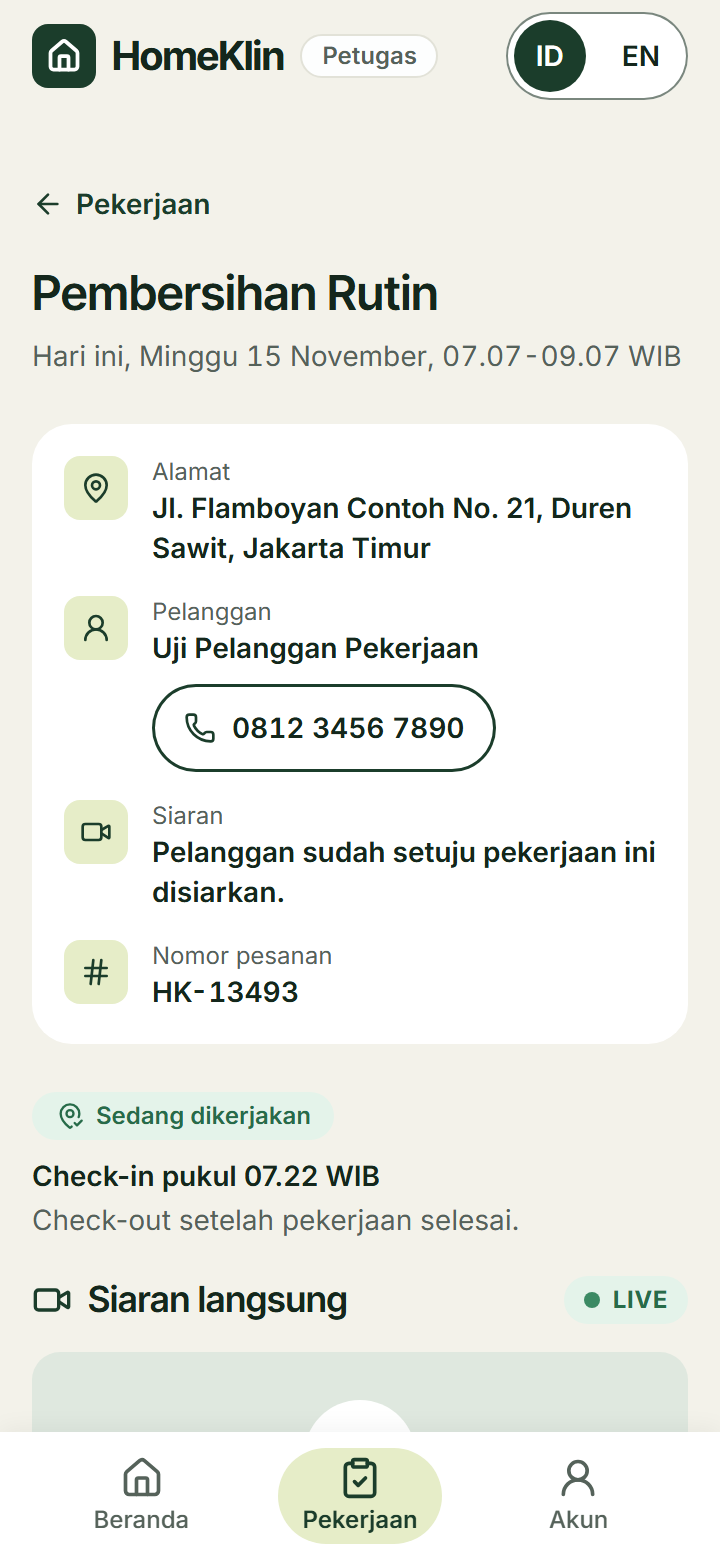 HomeKlin
Petugas
ID
EN
Pekerjaan
Pembersihan Rutin
Hari ini, Minggu 15 November, 07.07-09.07 WIB
Alamat
Jl. Flamboyan Contoh No. 21, Duren
Sawit, Jakarta Timur
Pelanggan
Uji Pelanggan Pekerjaan
0812 3456 7890
Siaran
Pelanggan sudah setuju pekerjaan ini
disiarkan.
Nomor pesanan
HK-13493
Sedang dikerjakan
Check-in pukul 07.22 WIB
Check-out setelah pekerjaan selesai.
Siaran langsung
LIVE
Beranda
Pekerjaan
Akun